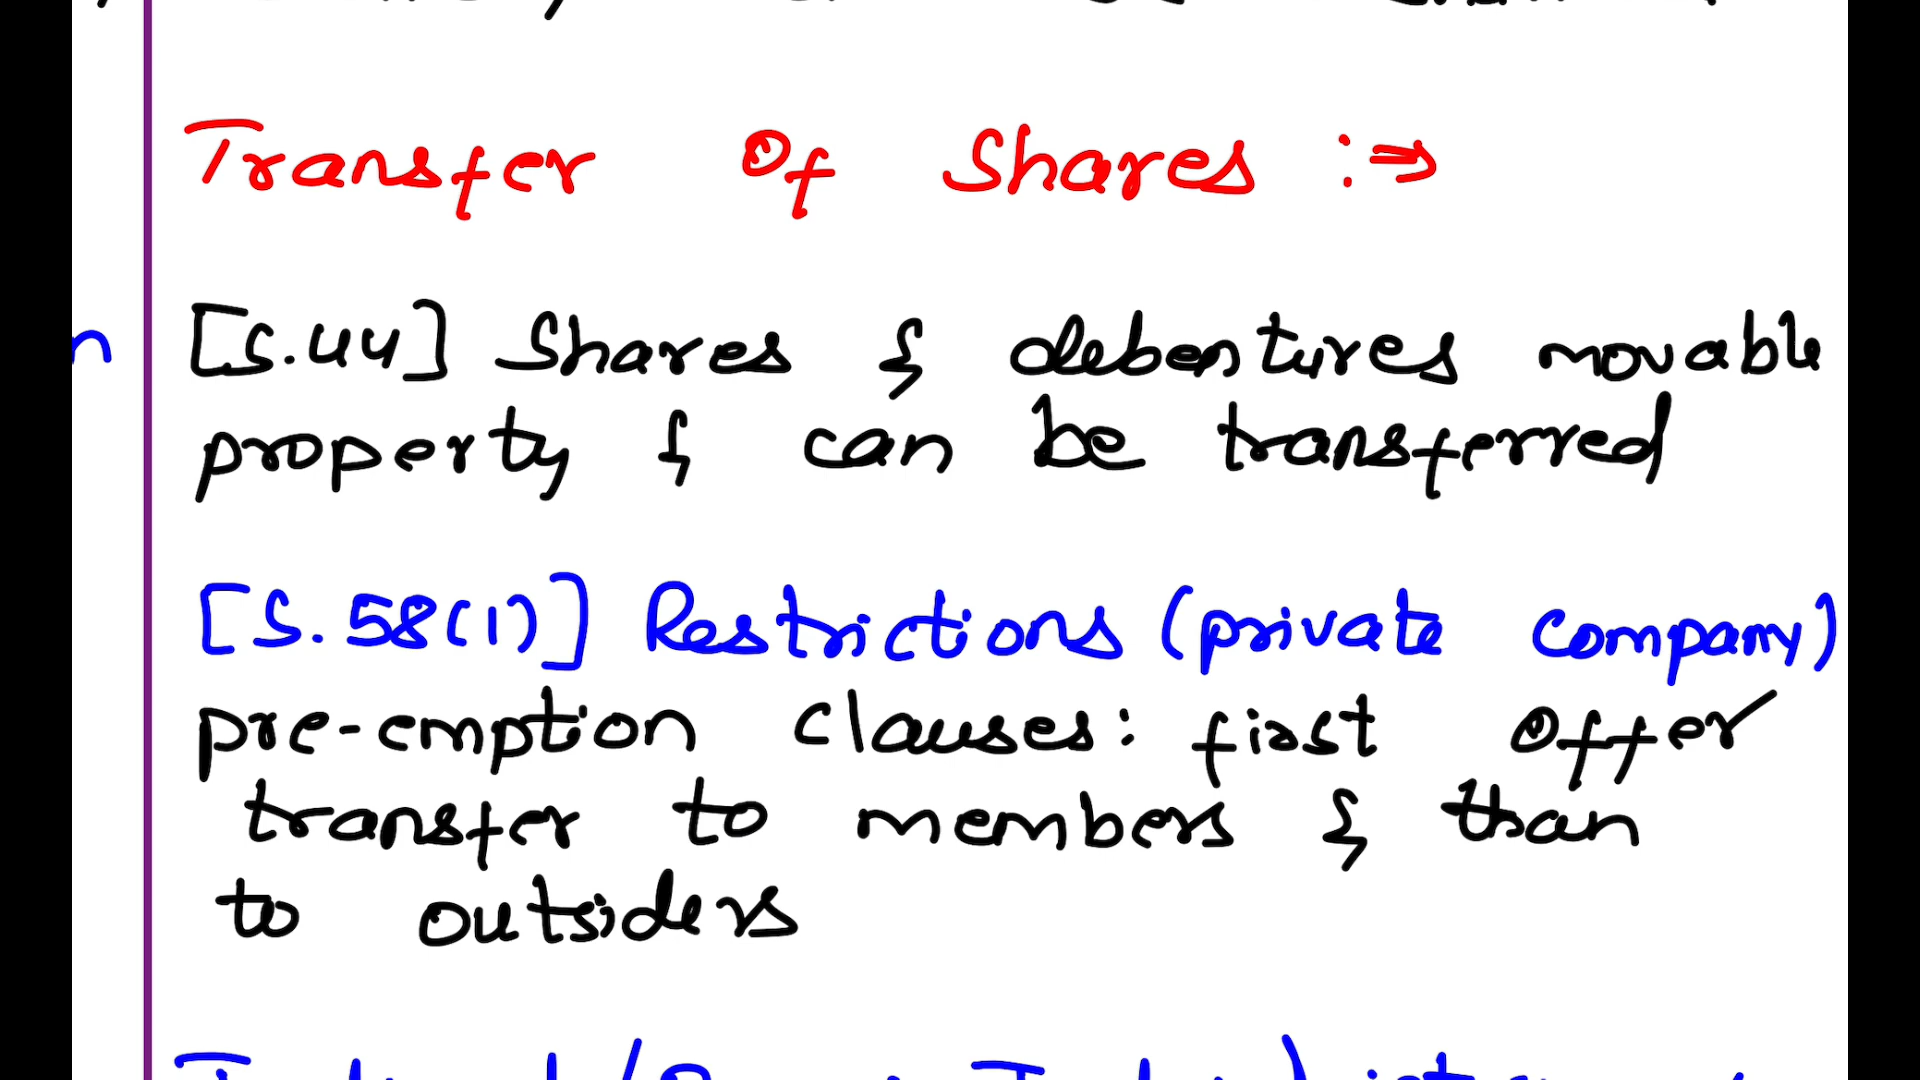 Transfer Of Shares :⇒
[S.44] Shares & debentures movable
property & can be transferred
[S.58(1)] Restrictions (private company)
pre-emption clauses: first offer
transfer to members & than
to outsiders